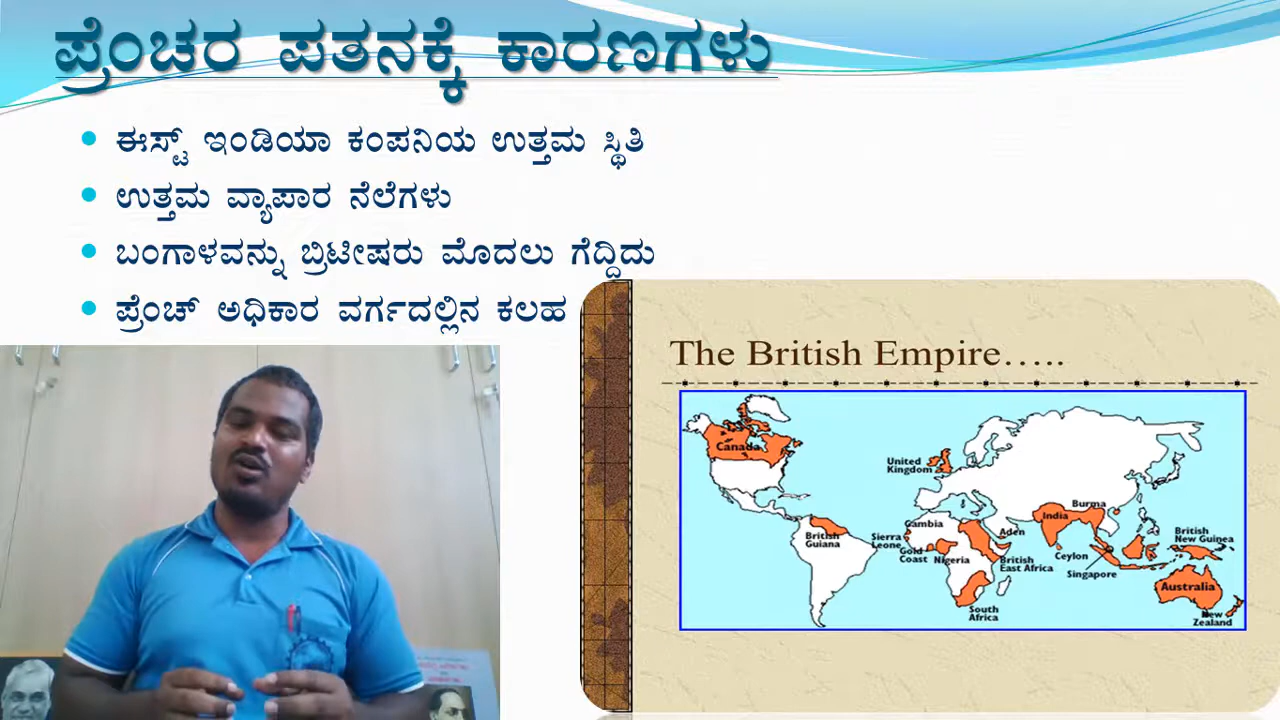 ಪ್ರೆಂಚರ ಪತನಕ್ಕೆ ಕಾರಣಗಳು
ಈಸ್ಟ್ ಇಂಡಿಯಾ ಕಂಪನಿಯ ಉತ್ತಮ ಸ್ಥಿತಿ
ಉತ್ತಮ ವ್ಯಾಪಾರ ನೆಲೆಗಳು
ಬಂಗಾಳವನ್ನು ಬ್ರಿಟೀಷರು ಮೊದಲು ಗೆದ್ದಿದು
ಪ್ರೆಂಚ್ ಅಧಿಕಾರ ವರ್ಗದಲ್ಲಿನ ಕಲಹ
The British Empire…..
Canada
United
Kingdom
British
Guiana
Gambia
Sierra
Leone
Gold
Coast
Nigeria
Aden
British
East Africa
South
Africa
India
Burma
Ceylon
Singapore
British
New Guinea
Australia
New
Zealand